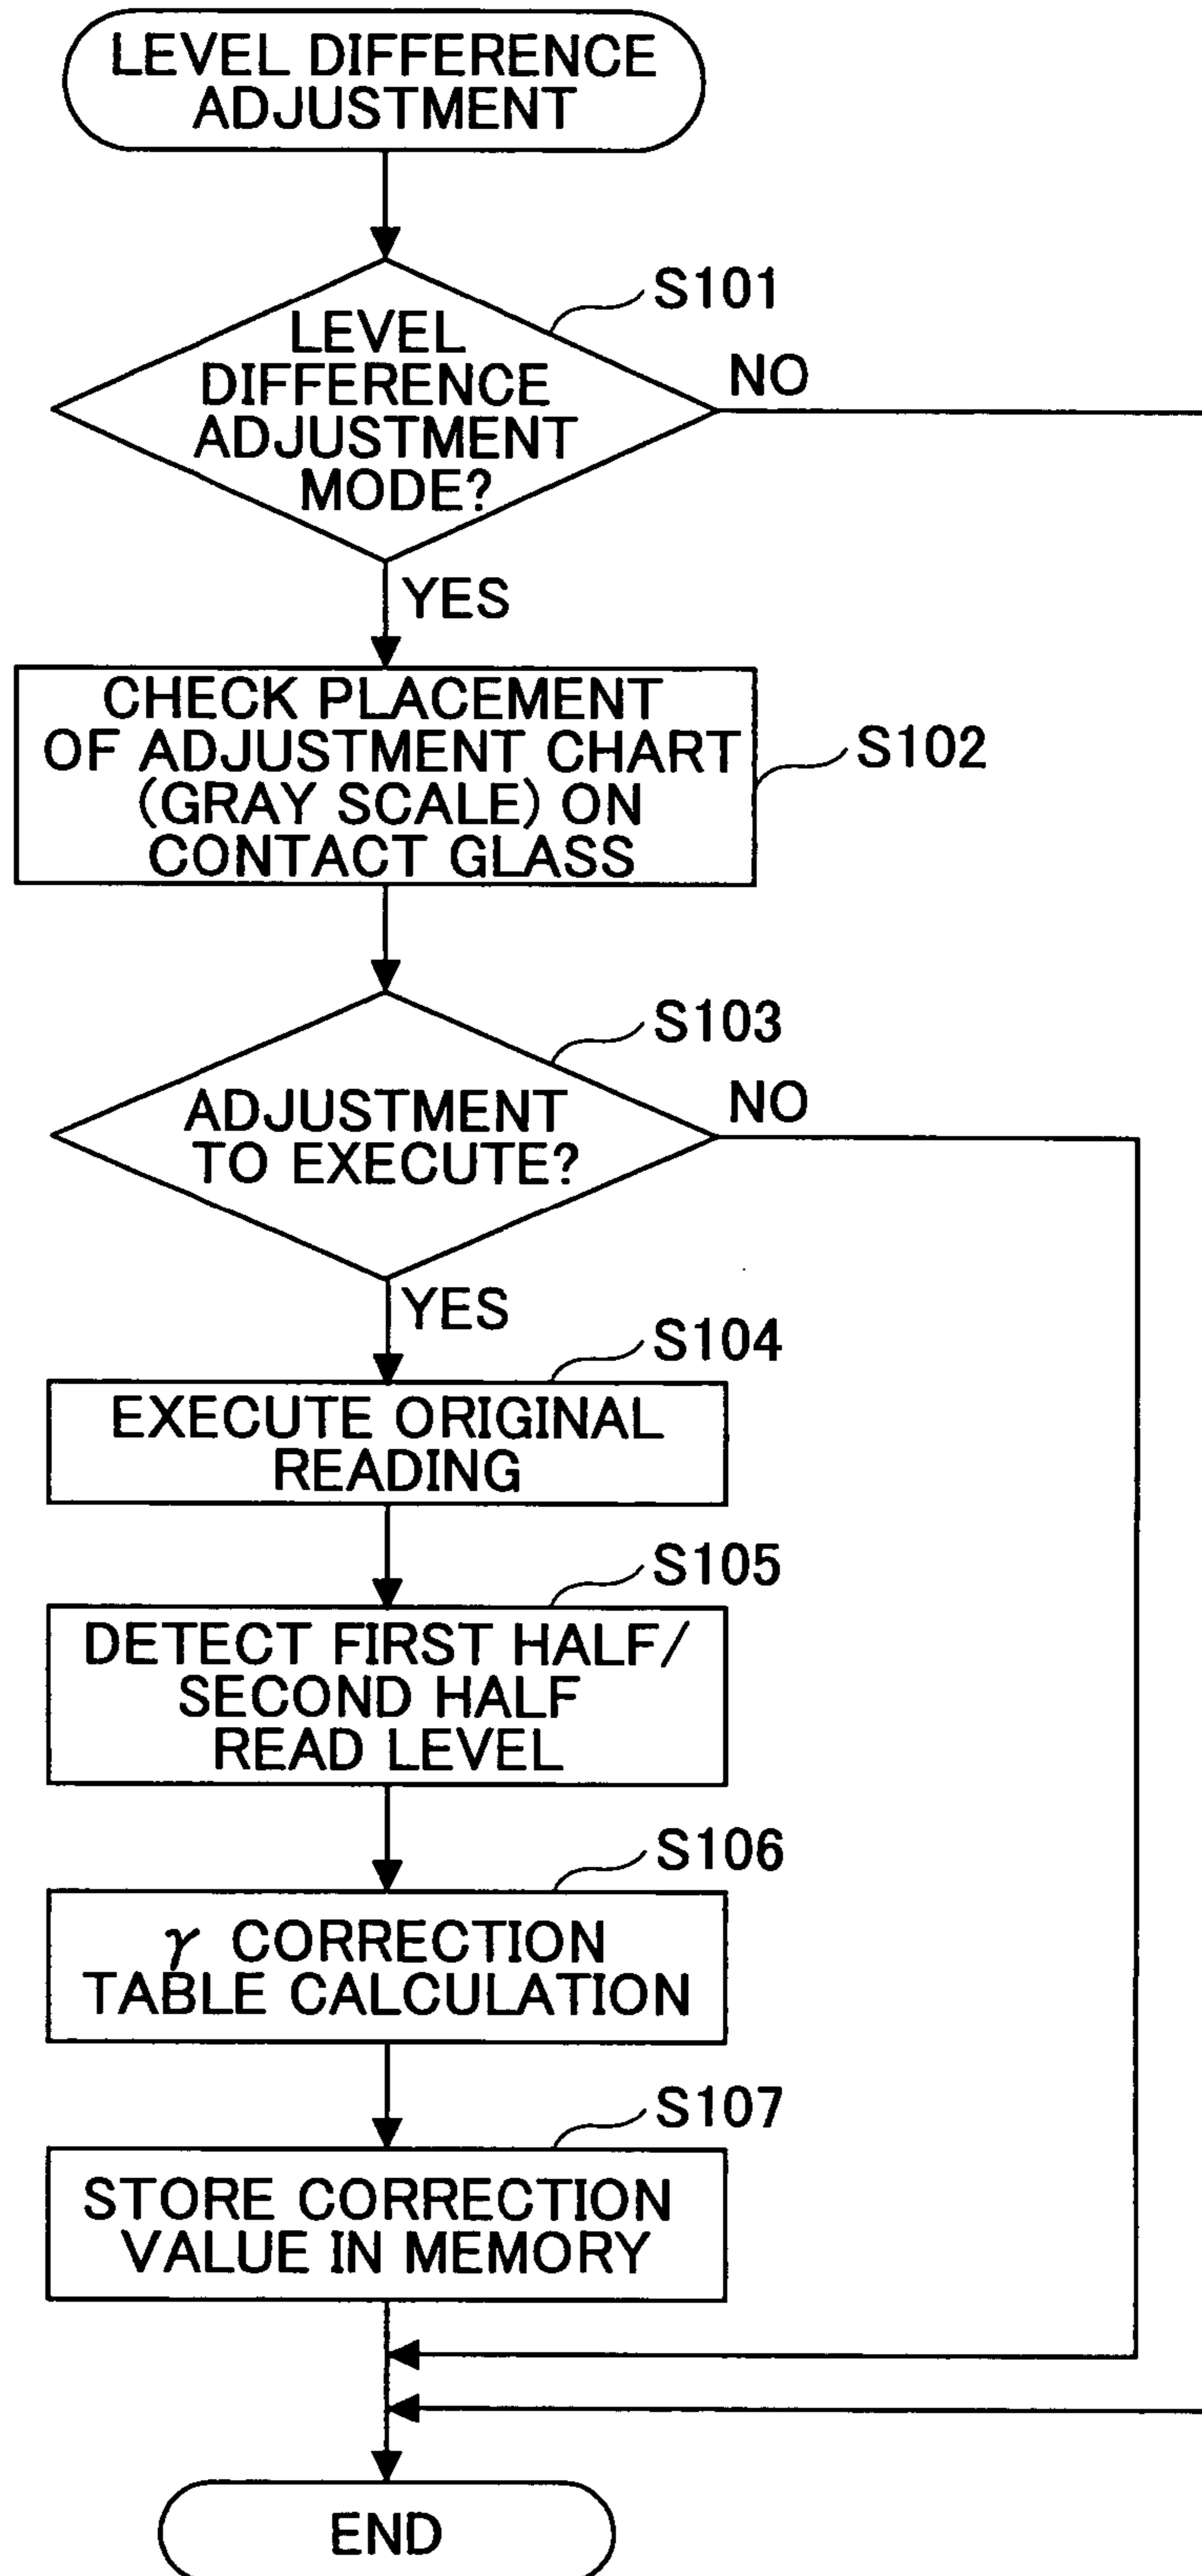 LEVEL DIFFERENCE
ADJUSTMENT
S101
LEVEL
DIFFERENCE
ADJUSTMENT
MODE?
NO
YES
CHECK PLACEMENT
OF ADJUSTMENT CHART
(GRAY SCALE) ON
CONTACT GLASS
S102
S103
ADJUSTMENT
TO EXECUTE?
NO
YES
S104
EXECUTE ORIGINAL
READING
S105
DETECT FIRST HALF/
SECOND HALF
READ LEVEL
S106
γ CORRECTION
TABLE CALCULATION
S107
STORE CORRECTION
VALUE IN MEMORY
END